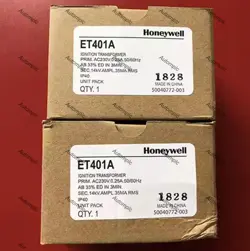 Honeywell
ET401A
IGNITION TRANSFORMER
PRIM. AC230V.0.25A.50/60Hz
AB 33% ED IN 3MIN.
SEC.14kV.AMPL.35MA RMS
IP40
UNIT PACK
QTY. 1
1828
MADE IN CHINA
50040772-003
Honeywell
ET401A
IGNITION TRANSFORMER
PRIM. AC230V.0.25A.50/60Hz
AB 33% ED IN 3MIN.
SEC.14kV.AMPL.35MA RMS
IP40
UNIT PACK
QTY. 1
1828
MADE IN CHINA
50040772-003